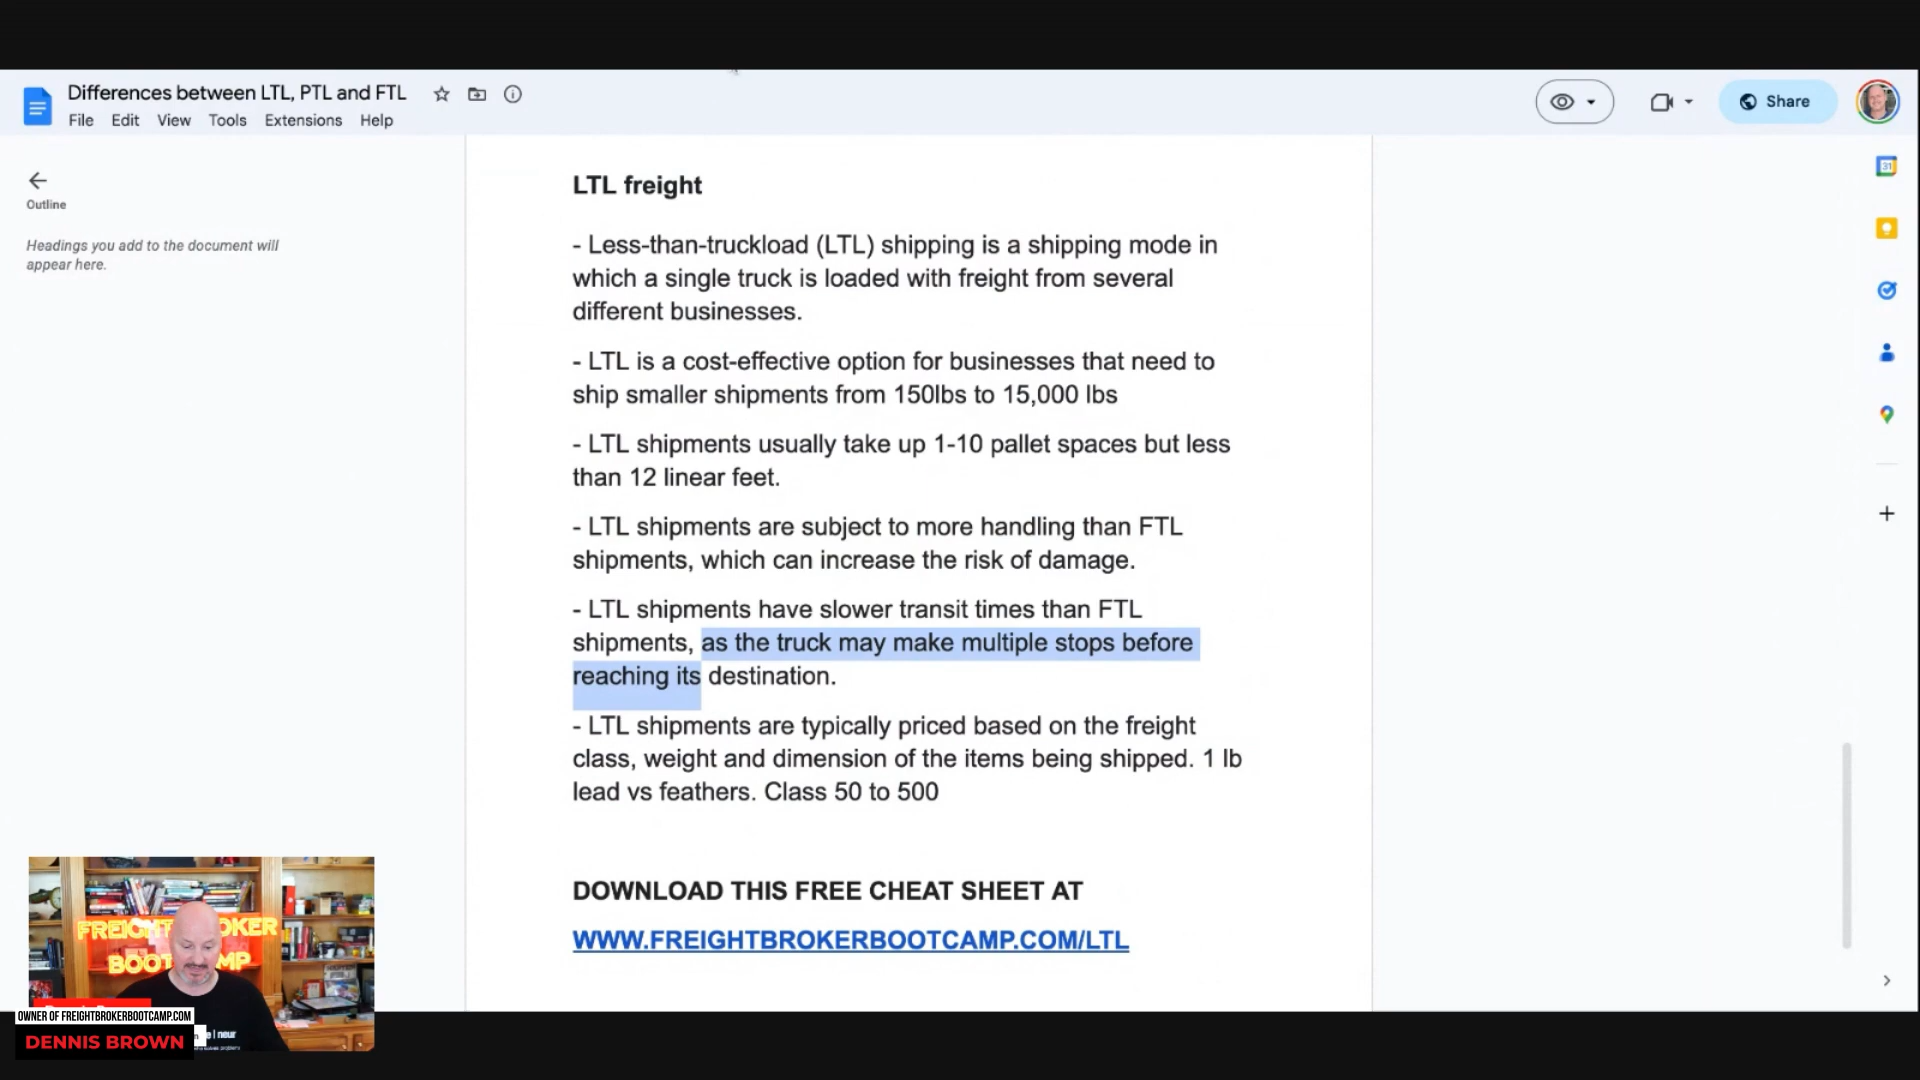 Differences between LTL, PTL and FTL
File Edit View Tools Extensions Help
Share
Outline
Headings you add to the document will
appear here.
31
LTL freight
- Less-than-truckload (LTL) shipping is a shipping mode in
which a single truck is loaded with freight from several
different businesses.
- LTL is a cost-effective option for businesses that need to
ship smaller shipments from 150lbs to 15,000 lbs
- LTL shipments usually take up 1-10 pallet spaces but less
than 12 linear feet.
- LTL shipments are subject to more handling than FTL
shipments, which can increase the risk of damage.
- LTL shipments have slower transit times than FTL
shipments, as the truck may make multiple stops before
reaching its destination.
- LTL shipments are typically priced based on the freight
class, weight and dimension of the items being shipped. 1 lb
lead vs feathers. Class 50 to 500
DOWNLOAD THIS FREE CHEAT SHEET AT
WWW.FREIGHTBROKERBOOTCAMP.COM/LTL
OWNER OF FREIGHTBROKERBOOTCAMP.COM
DENNIS BROWN